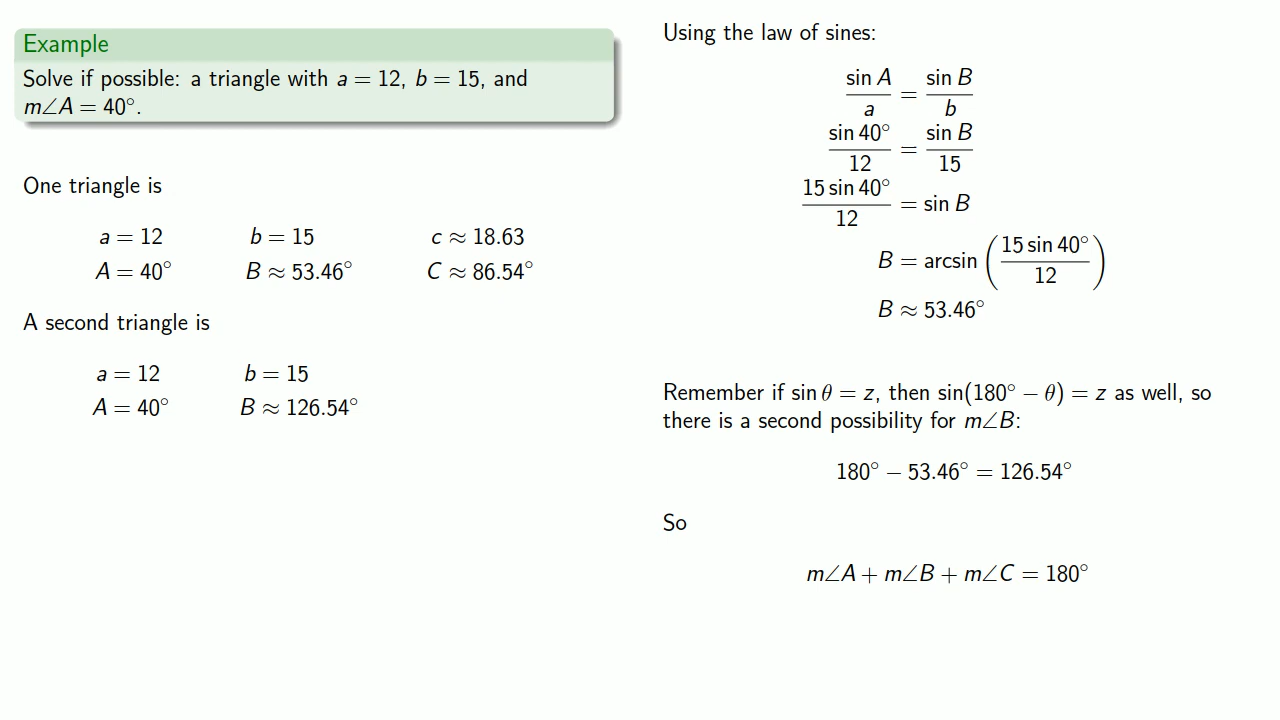 Example
Solve if possible: a triangle with a = 12, b = 15, and
m∠A = 40°.
One triangle is
a = 12 b = 15 c ≈ 18.63
A = 40° B ≈ 53.46° C ≈ 86.54°
A second triangle is
a = 12 b = 15
A = 40° B ≈ 126.54°
Using the law of sines:
sin A / a = sin B / b
sin 40° / 12 = sin B / 15
15 sin 40° / 12 = sin B
B = arcsin (15 sin 40° / 12)
B ≈ 53.46°
Remember if sin θ = z, then sin(180° − θ) = z as well, so
there is a second possibility for m∠B:
180° − 53.46° = 126.54°
So
m∠A + m∠B + m∠C = 180°